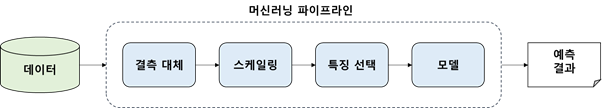 머신러닝 파이프라인
데이터
결측 대체
스케일링
특징 선택
모델
예측
결과